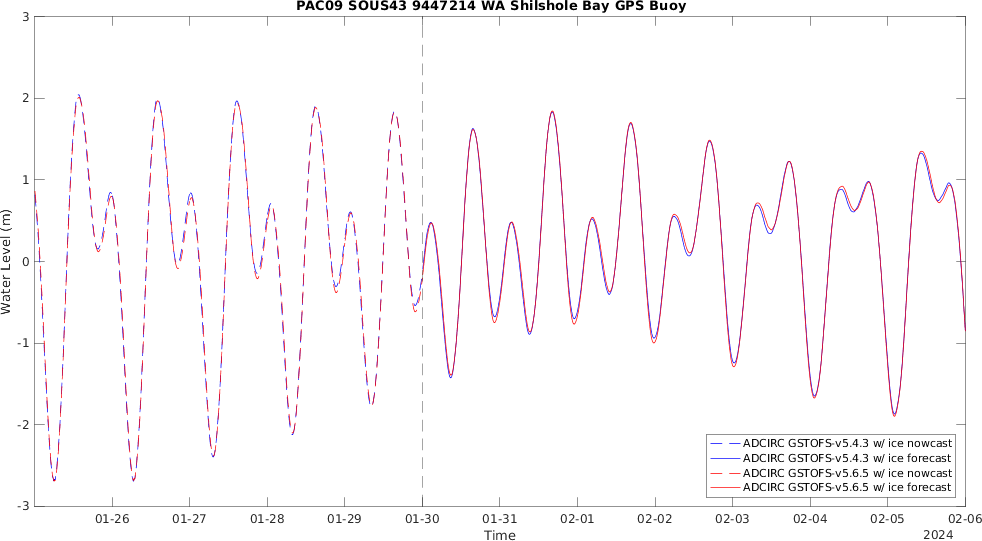 PAC09 SOUS43 9447214 WA Shilshole Bay GPS Buoy
3
2
1
0
-1
-2
-3
Water Level (m)
01-26 01-27 01-28 01-29 01-30 01-31 02-01 02-02 02-03 02-04 02-05 02-06
Time
2024
ADCIRC GSTOFS-v5.4.3 w/ ice nowcast
ADCIRC GSTOFS-v5.4.3 w/ ice forecast
ADCIRC GSTOFS-v5.6.5 w/ ice nowcast
ADCIRC GSTOFS-v5.6.5 w/ ice forecast